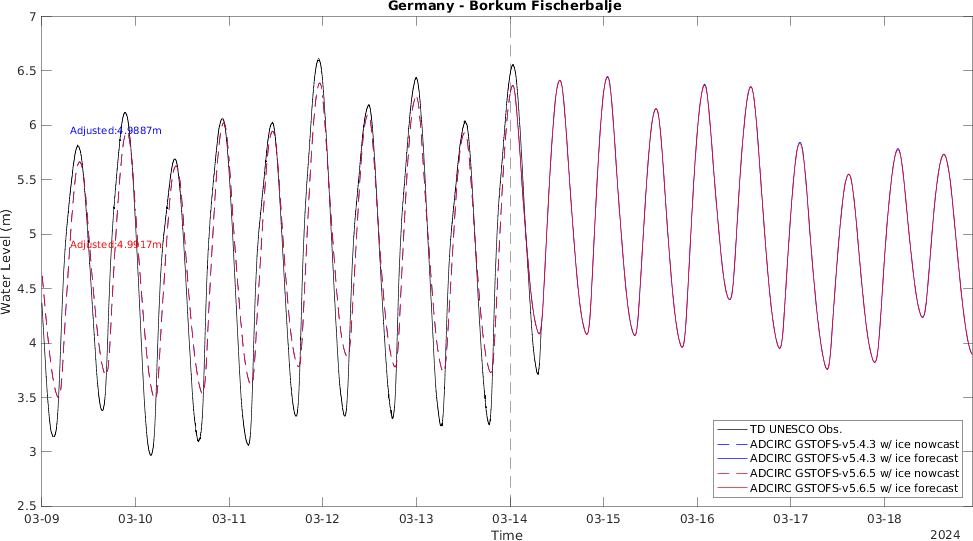 Germany - Borkum Fischerbalje
7
6.5
6
5.5
5
4.5
4
3.5
3
2.5
Water Level (m)
Adjusted:4.9887m
Adjusted:4.9917m
TD UNESCO Obs.
ADCIRC GSTOFS-v5.4.3 w/ ice nowcast
ADCIRC GSTOFS-v5.4.3 w/ ice forecast
ADCIRC GSTOFS-v5.6.5 w/ ice nowcast
ADCIRC GSTOFS-v5.6.5 w/ ice forecast
03-09 03-10 03-11 03-12 03-13 03-14 03-15 03-16 03-17 03-18
Time
2024